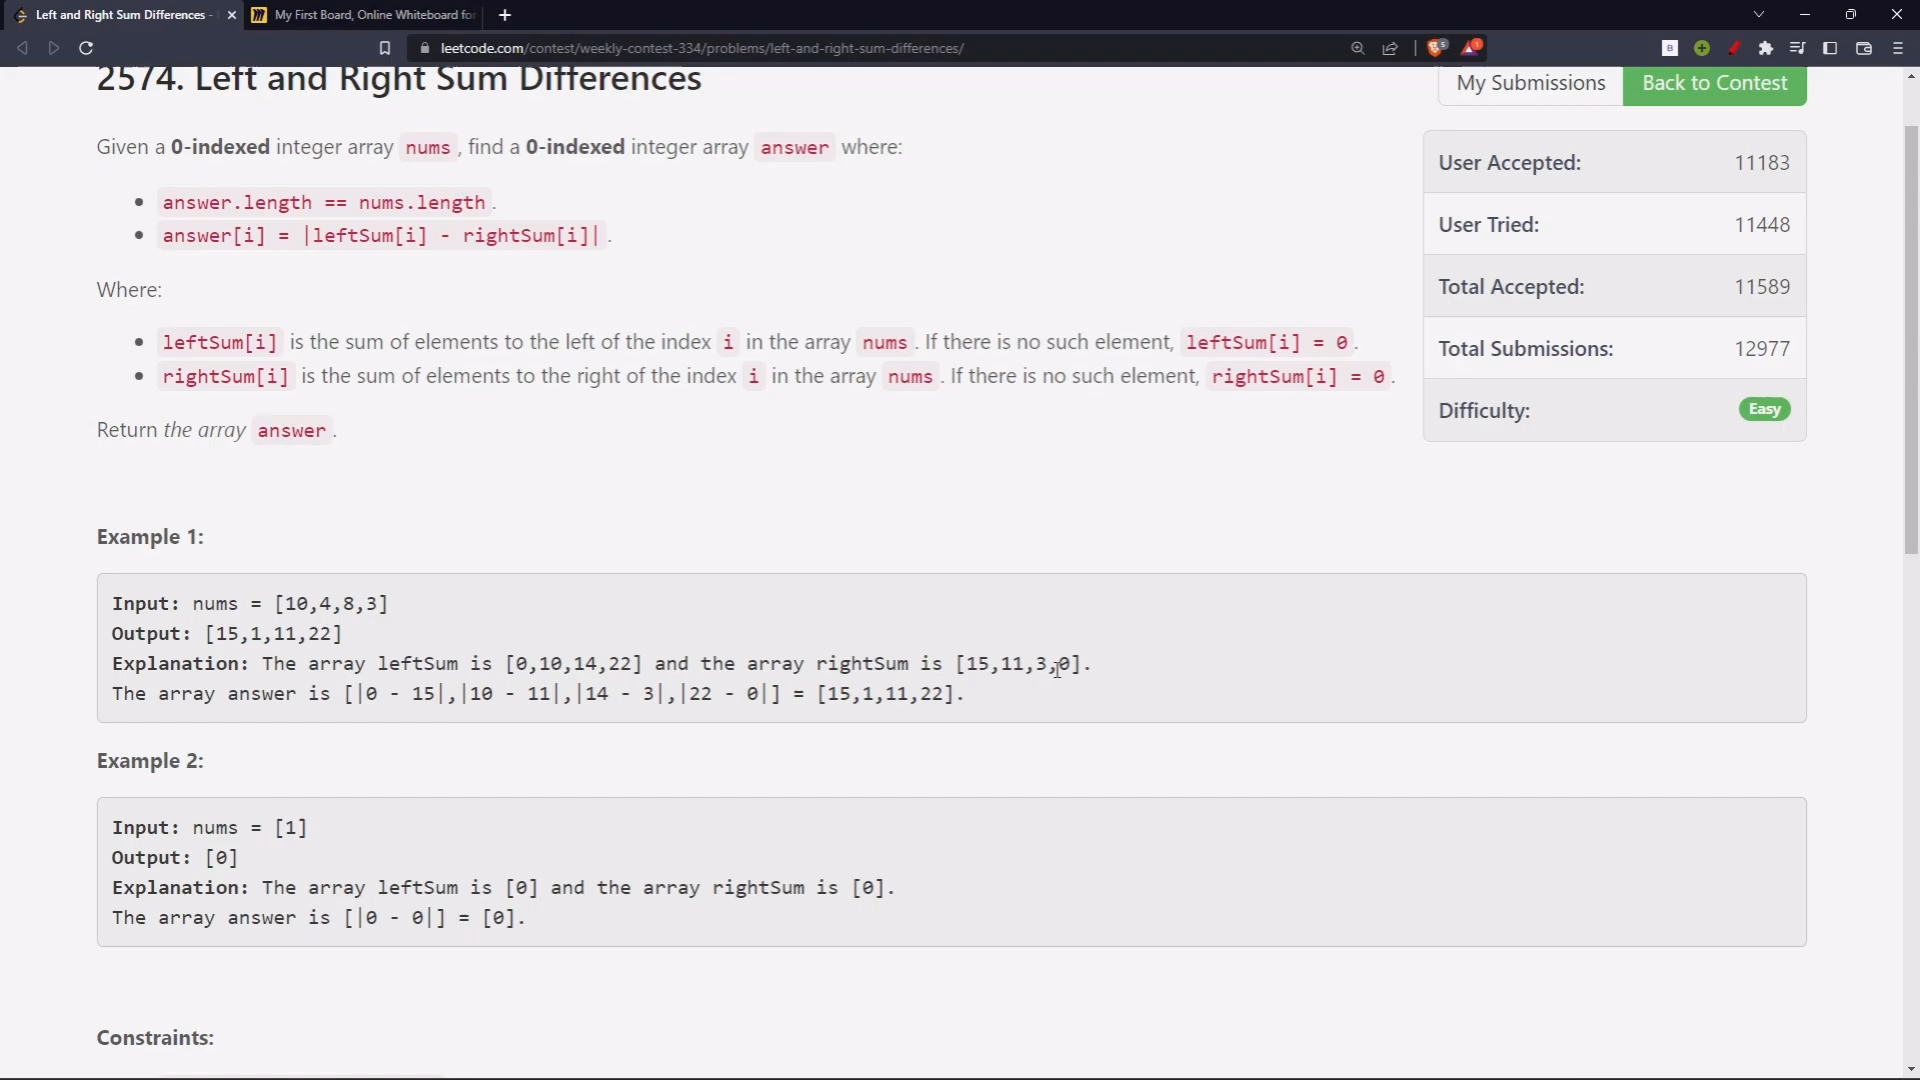 Left and Right Sum Differences -
My First Board, Online Whiteboard for
leetcode.com/contest/weekly-contest-334/problems/left-and-right-sum-differences/
2574. Left and Right Sum Differences
My Submissions
Back to Contest
Given a 0-indexed integer array nums, find a 0-indexed integer array answer where:
answer.length == nums.length.
answer[i] = |leftSum[i] - rightSum[i]|.
Where:
leftSum[i] is the sum of elements to the left of the index i in the array nums. If there is no such element, leftSum[i] = 0.
rightSum[i] is the sum of elements to the right of the index i in the array nums. If there is no such element, rightSum[i] = 0.
Return the array answer.
User Accepted: 11183
User Tried: 11448
Total Accepted: 11589
Total Submissions: 12977
Difficulty: Easy
Example 1:
Input: nums = [10,4,8,3]
Output: [15,1,11,22]
Explanation: The array leftSum is [0,10,14,22] and the array rightSum is [15,11,3,0].
The array answer is [|0 - 15|,|10 - 11|,|14 - 3|,|22 - 0|] = [15,1,11,22].
Example 2:
Input: nums = [1]
Output: [0]
Explanation: The array leftSum is [0] and the array rightSum is [0].
The array answer is [|0 - 0|] = [0].
Constraints: